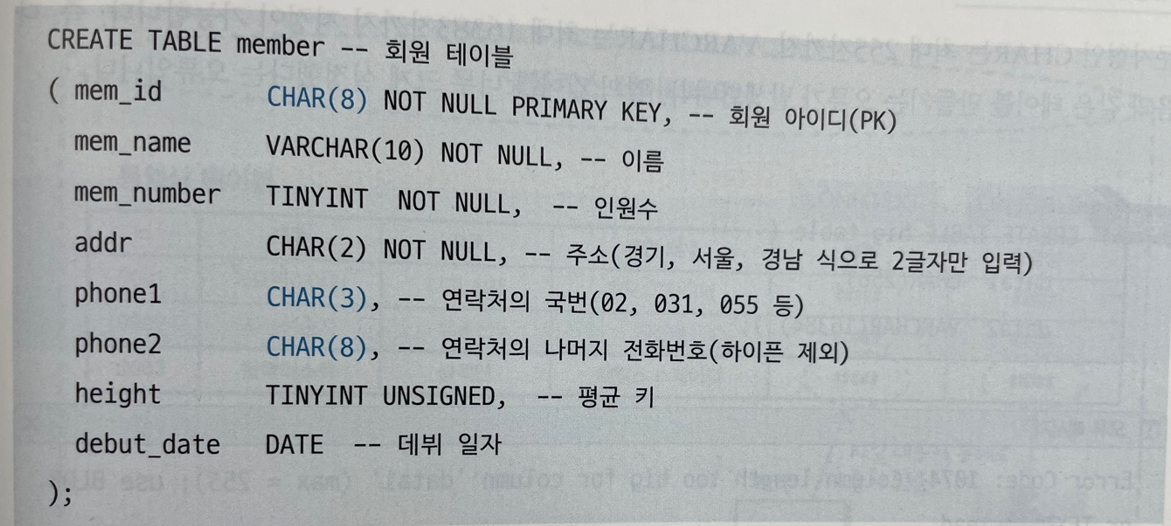 CREATE TABLE member -- 회원 테이블
( mem_id CHAR(8) NOT NULL PRIMARY KEY, -- 회원 아이디(PK)
mem_name VARCHAR(10) NOT NULL, -- 이름
mem_number TINYINT NOT NULL, -- 인원수
addr CHAR(2) NOT NULL, -- 주소(경기, 서울, 경남 식으로 2글자만 입력)
phone1 CHAR(3), -- 연락처의 국번(02, 031, 055 등)
phone2 CHAR(8), -- 연락처의 나머지 전화번호(하이픈 제외)
height TINYINT UNSIGNED, -- 평균 키
debut_date DATE -- 데뷔 일자
);